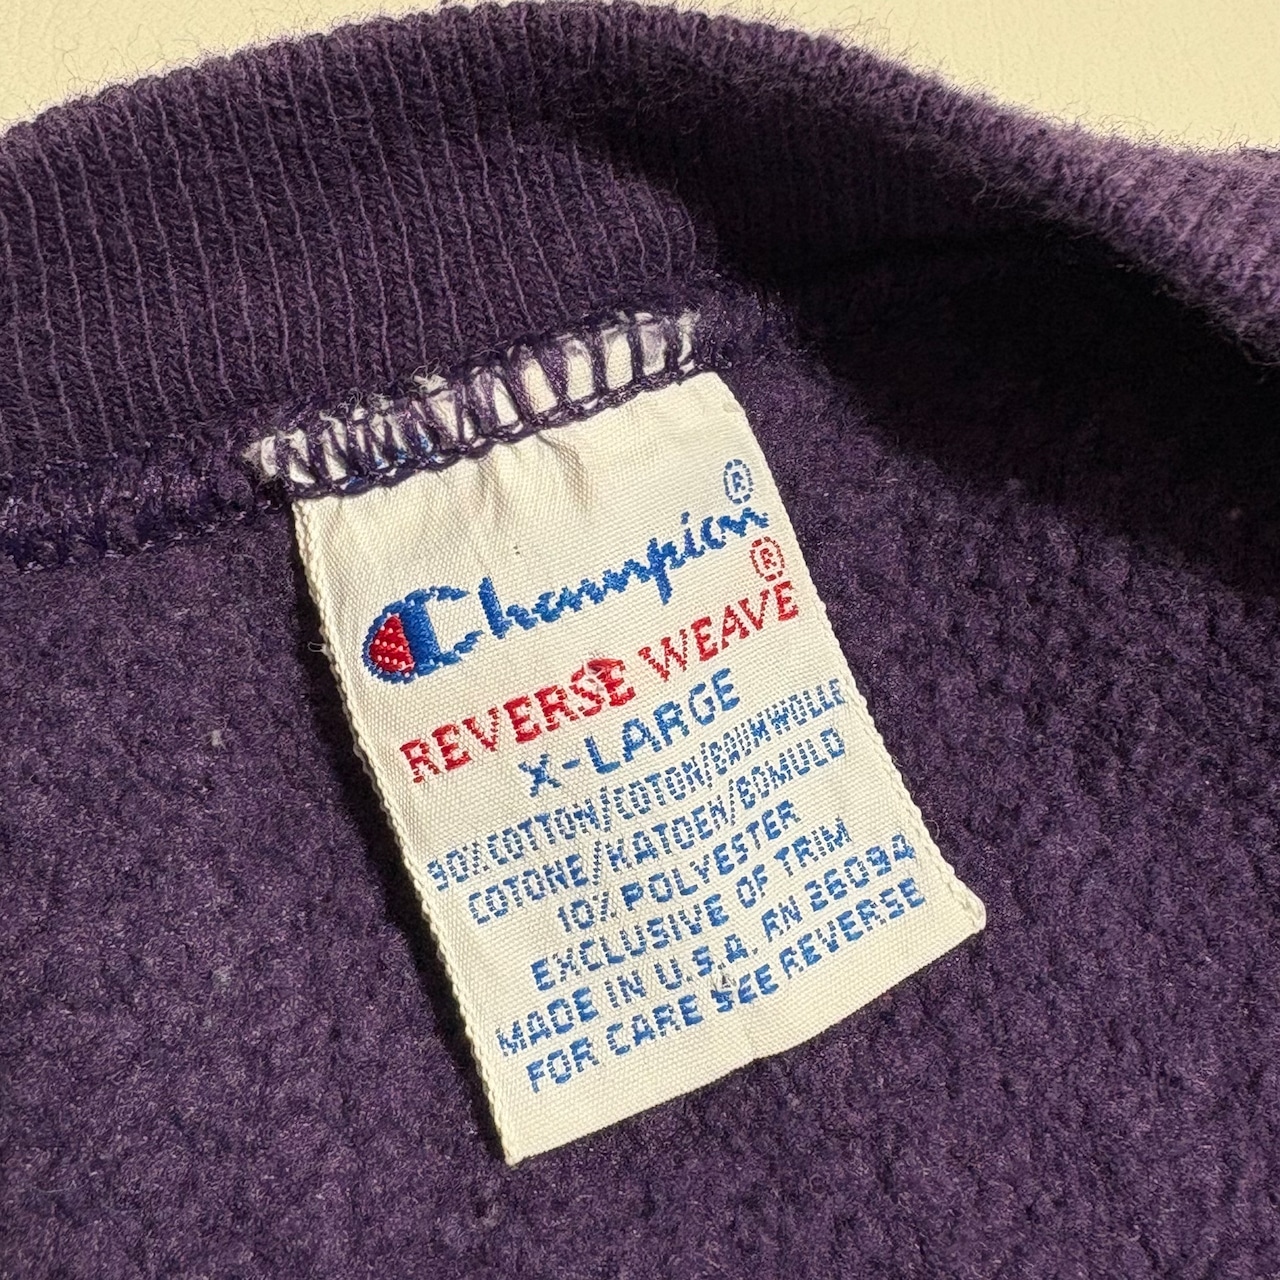 Champion®
REVERSE WEAVE®
X-LARGE
90% COTTON/COTON/BAUMWOLLE
COTONE/KATOEN/BOMULD
10% POLYESTER
EXCLUSIVE OF TRIM
MADE IN U.S.A. RN 26094
FOR CARE SEE REVERSE